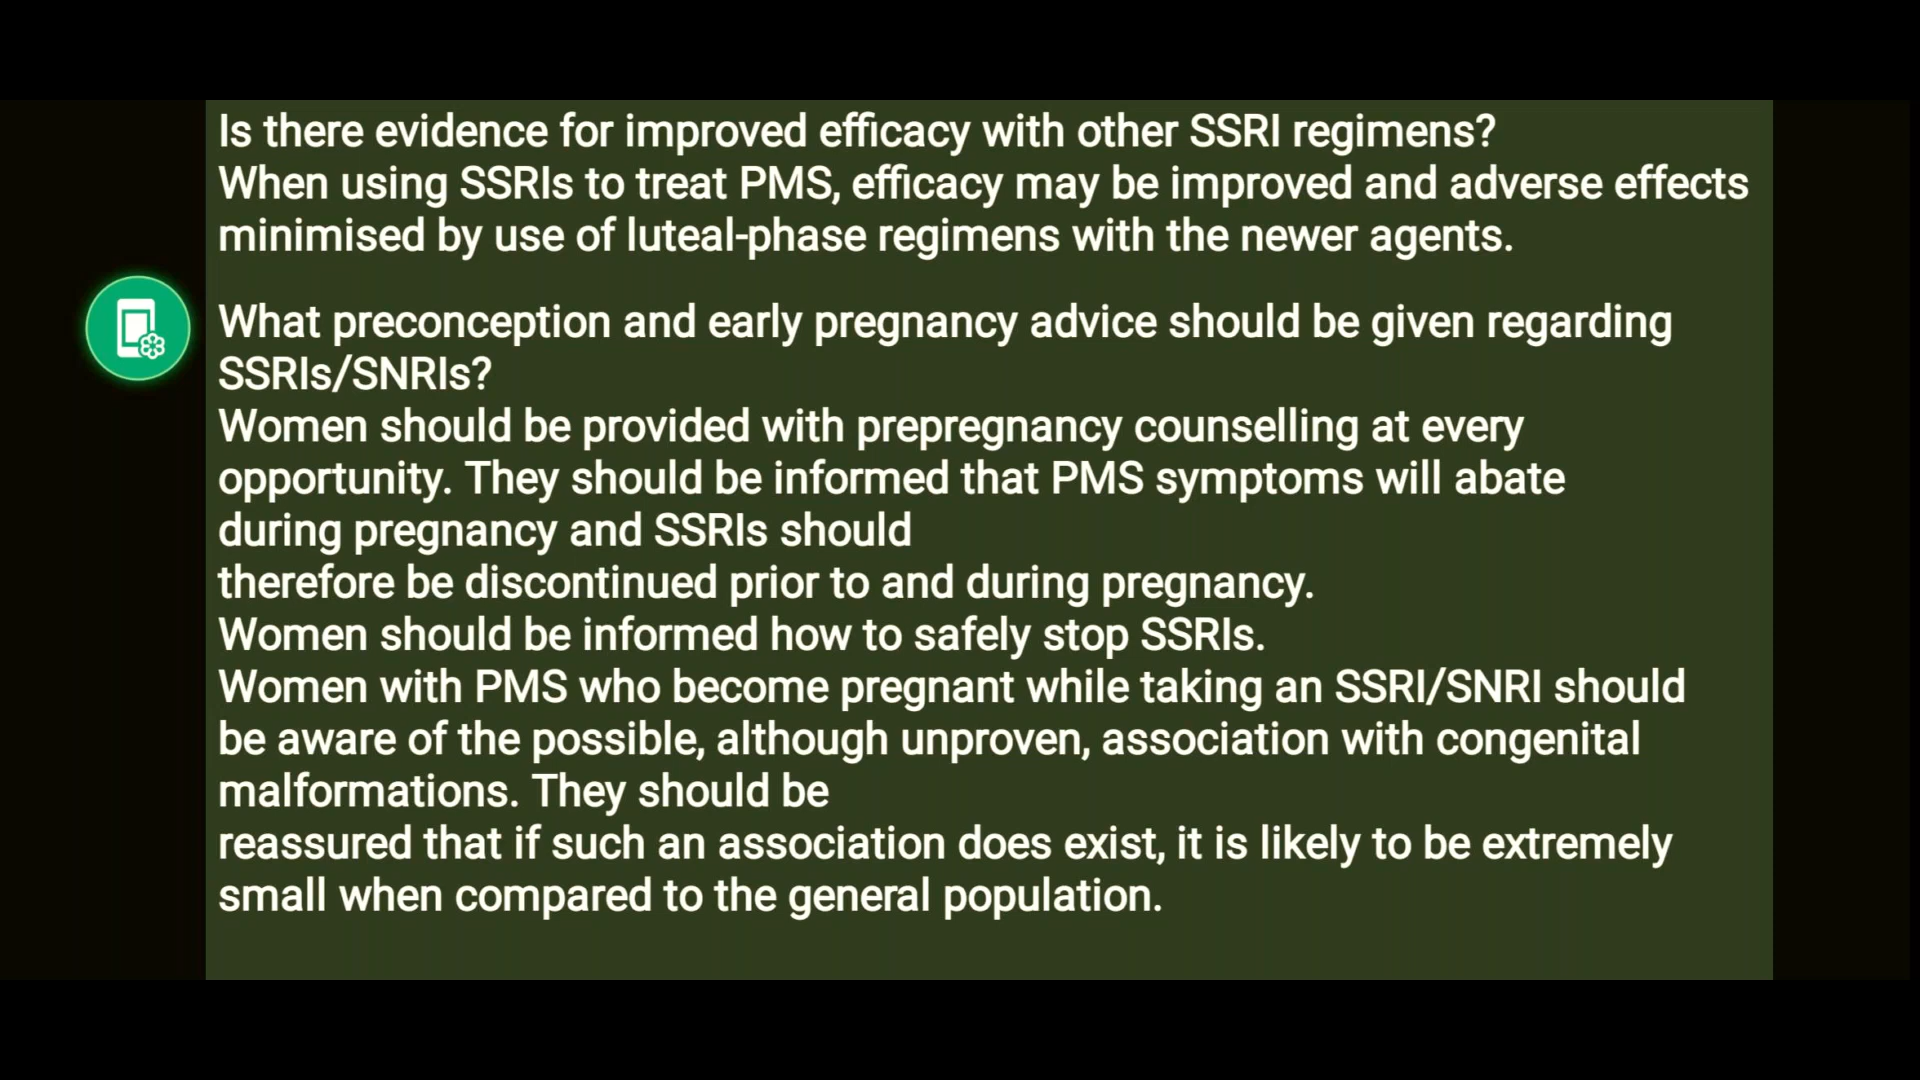 Is there evidence for improved efficacy with other SSRI regimens?
When using SSRIs to treat PMS, efficacy may be improved and adverse effects
minimised by use of luteal-phase regimens with the newer agents.
What preconception and early pregnancy advice should be given regarding
SSRIs/SNRIs?
Women should be provided with prepregnancy counselling at every
opportunity. They should be informed that PMS symptoms will abate
during pregnancy and SSRIs should
therefore be discontinued prior to and during pregnancy.
Women should be informed how to safely stop SSRIs.
Women with PMS who become pregnant while taking an SSRI/SNRI should
be aware of the possible, although unproven, association with congenital
malformations. They should be
reassured that if such an association does exist, it is likely to be extremely
small when compared to the general population.